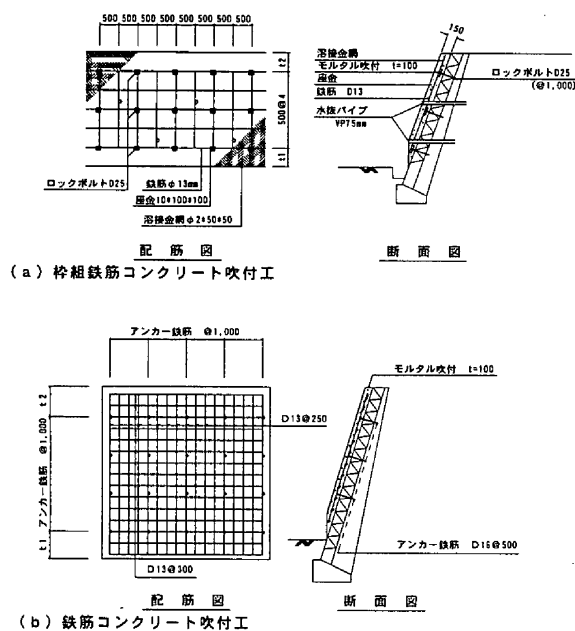 500 500 500 500 500 500 500 500
t2
500@4
t1
ロックボルトD25
鉄筋φ13mm
座金10*100*100
溶接金網φ2*50*50
配筋図
150
溶接金網
モルタル吹付 t=100
座金
鉄筋 D13
水抜パイプ
VP75mm
ロックボルトD25
(@1,000)
断面図
(a)枠組鉄筋コンクリート吹付工
アンカー鉄筋 @1,000
t2
アンカー鉄筋 @1,000
t1
D13@250
D13@300
配筋図
モルタル吹付 t=100
アンカー鉄筋 D16@500
断面図
(b)鉄筋コンクリート吹付工